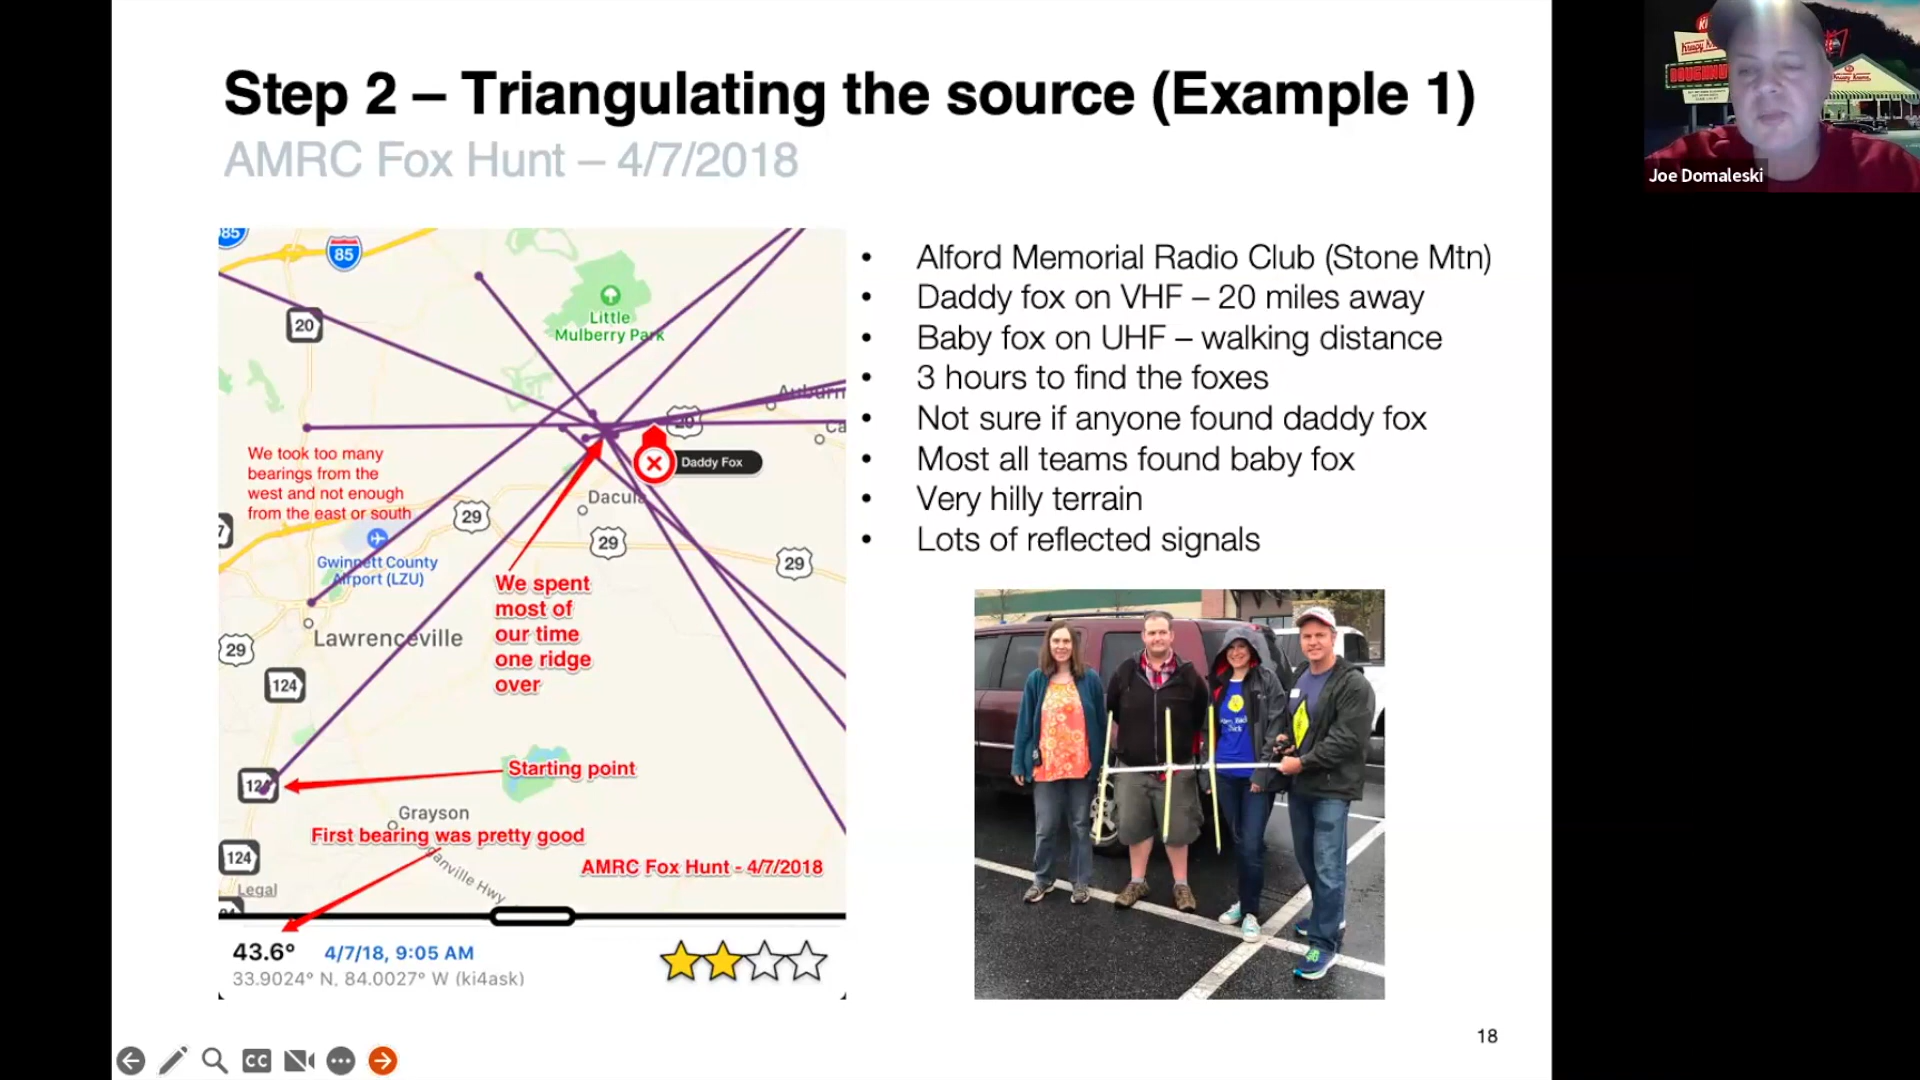 Step 2 – Triangulating the source (Example 1)
AMRC Fox Hunt – 4/7/2018
Joe Domaleski
• Alford Memorial Radio Club (Stone Mtn)
• Daddy fox on VHF – 20 miles away
• Baby fox on UHF – walking distance
• 3 hours to find the foxes
• Not sure if anyone found daddy fox
• Most all teams found baby fox
• Very hilly terrain
• Lots of reflected signals
85
85
20
Little
Mulberry Park
Auburn
29
Ca
Daddy Fox
We took too many
bearings from the
west and not enough
from the east or south
Dacula
29
29
29
Gwinnett County
Airport (LZU)
We spent
most of
our time
one ridge
over
Lawrenceville
29
124
Starting point
124
Grayson
First bearing was pretty good
124
AMRC Fox Hunt - 4/7/2018
Legal
43.6°
4/7/18, 9:05 AM
33.9024° N, 84.0027° W (ki4ask)
18
CC